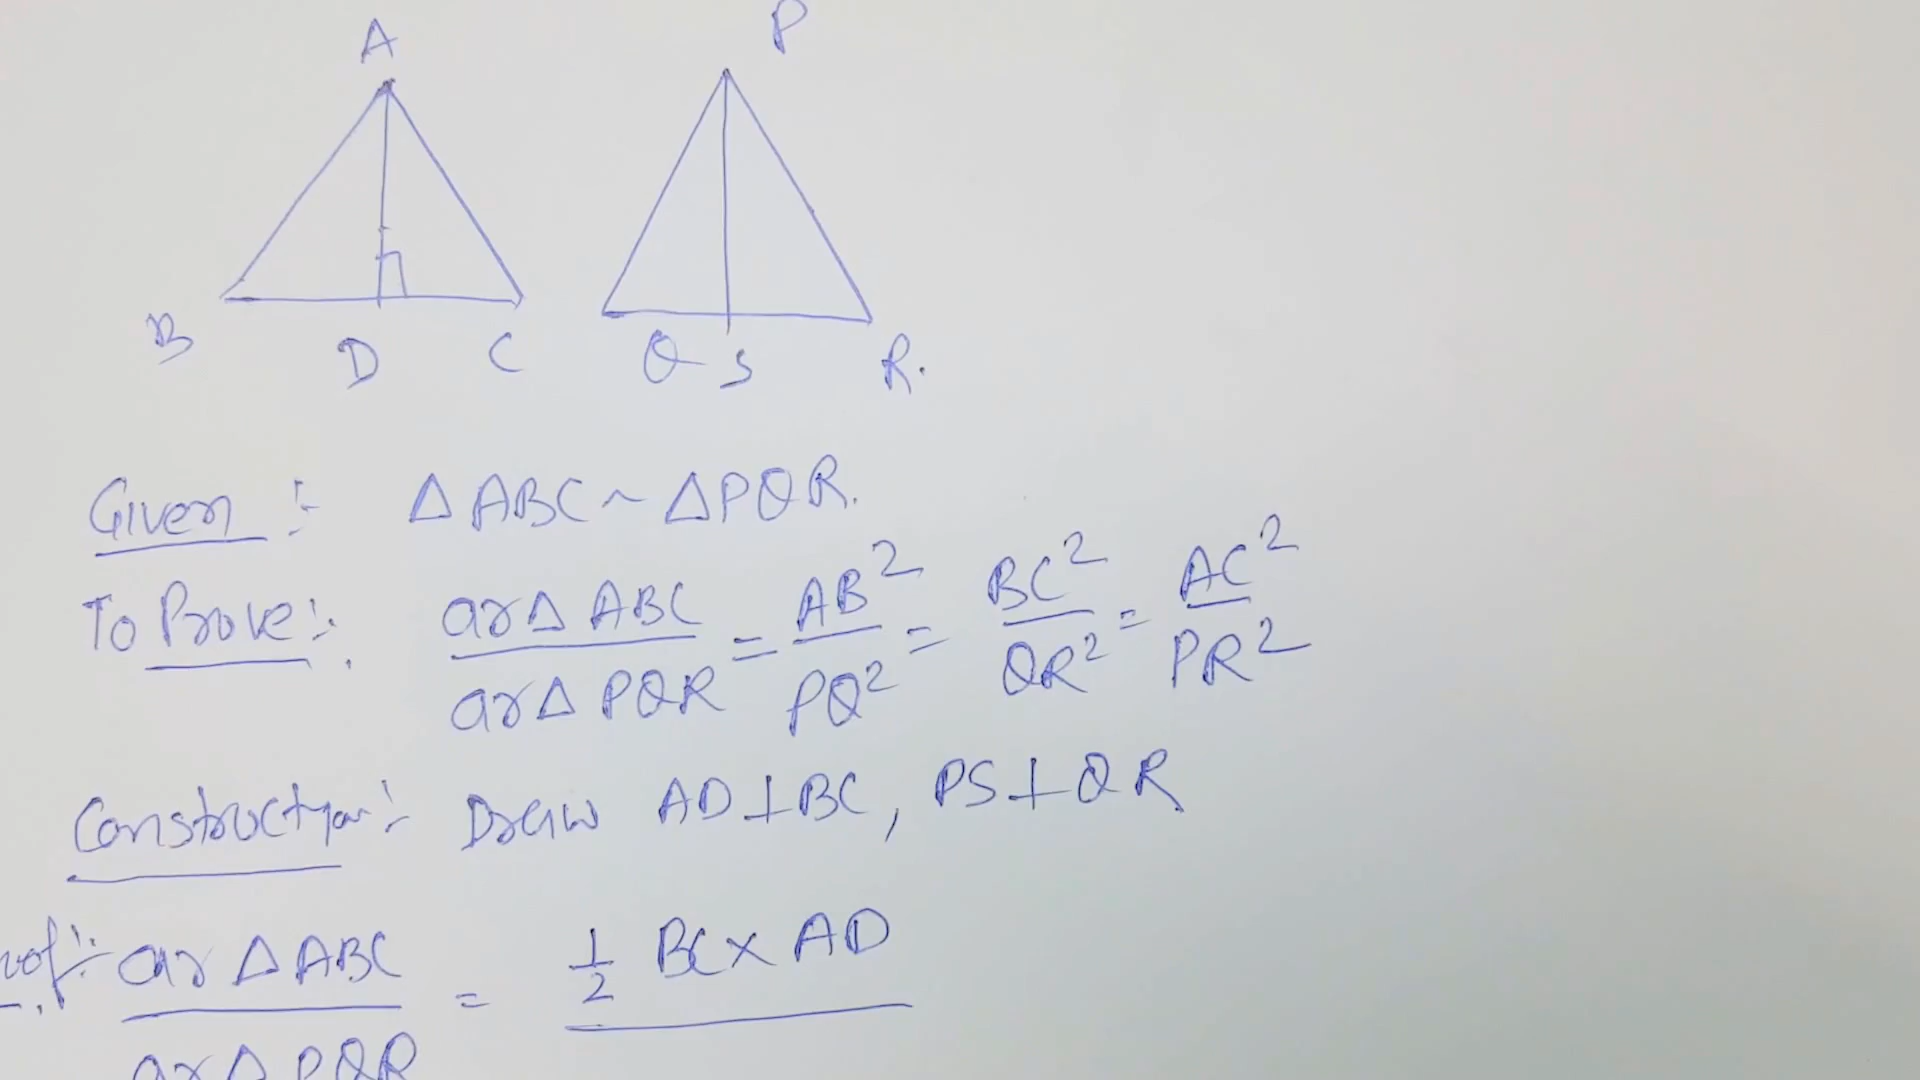 A P
B D C Q S R.
Given :- Δ ABC ~ Δ PQR.
To Prove :- ar Δ ABC / ar Δ PQR = AB² / PQ² = BC² / QR² = AC² / PR²
Construction :- Draw AD ⊥ BC, PS ⊥ QR
oof :- ar Δ ABC / ar Δ PQR = 1/2 BC × AD